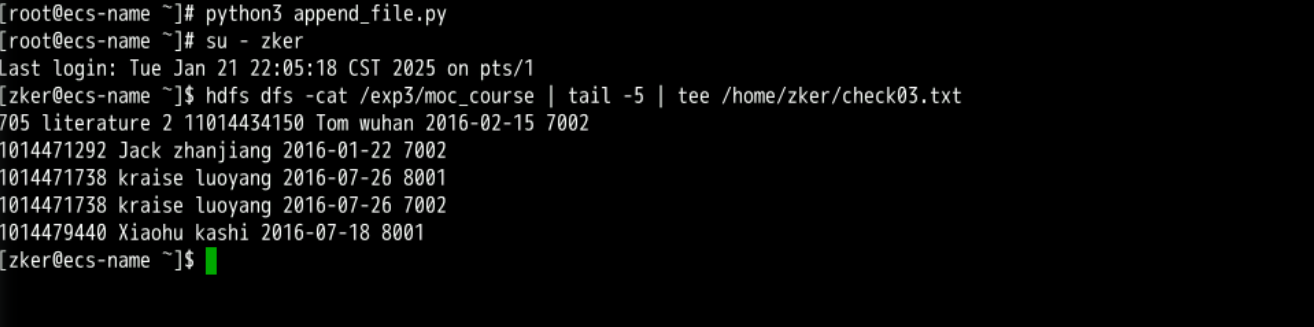 [root@ecs-name ~]# python3 append_file.py
[root@ecs-name ~]# su - zker
Last login: Tue Jan 21 22:05:18 CST 2025 on pts/1
[zker@ecs-name ~]$ hdfs dfs -cat /exp3/moc_course | tail -5 | tee /home/zker/check03.txt
705 literature 2 11014434150 Tom wuhan 2016-02-15 7002
1014471292 Jack zhanjiang 2016-01-22 7002
1014471738 kraise luoyang 2016-07-26 8001
1014471738 kraise luoyang 2016-07-26 7002
1014479440 Xiaohu kashi 2016-07-18 8001
[zker@ecs-name ~]$